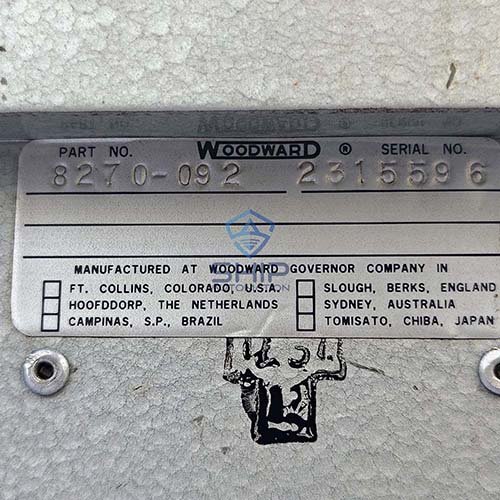 PART NO. WOODWARD ® SERIAL NO.
8270-092 2315596
SHIP
MANUFACTURED AT WOODWARD GOVERNOR COMPANY IN
FT. COLLINS, COLORADO, U.S.A. SLOUGH, BERKS, ENGLAND
HOOFDDORP, THE NETHERLANDS SYDNEY, AUSTRALIA
CAMPINAS, S.P., BRAZIL TOMISATO, CHIBA, JAPAN